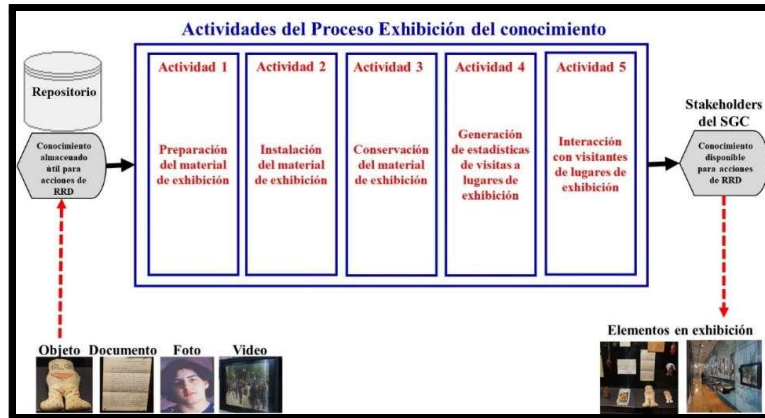 Actividades del Proceso Exhibición del conocimiento
Repositorio
Conocimiento
almacenado
útil para
acciones de
RRD
Actividad 1
Preparación
del material
de exhibición
Actividad 2
Instalación
del material
de exhibición
Actividad 3
Conservación
del material
de exhibición
Actividad 4
Generación
de estadísticas
de visitas a
lugares de
exhibición
Actividad 5
Interacción
con visitantes
de lugares de
exhibición
Stakeholders
del SGC
Conocimiento
disponible
para acciones
de RRD
Objeto
Documento
Foto
Video
Elementos en exhibición